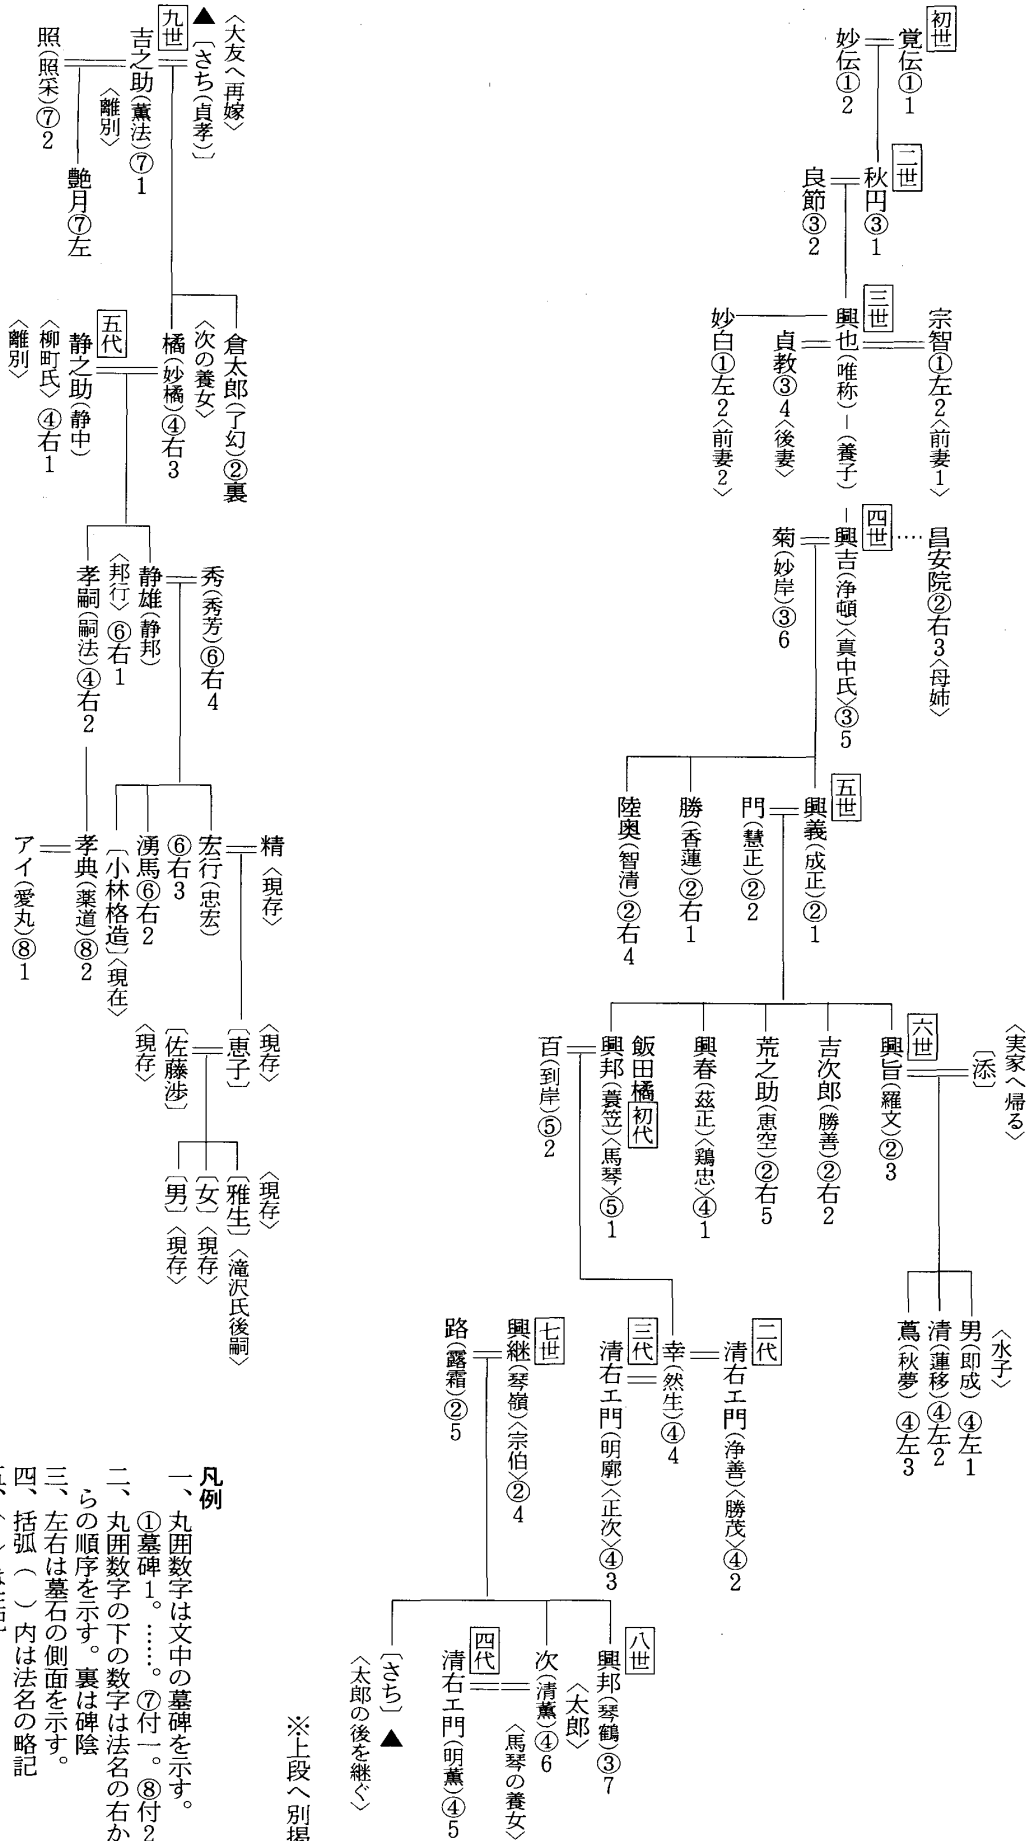 初世
覚伝①1
妙伝①2
二世
秋円③1
良節③2
宗智①左2〈前妻1〉
三世
興也(唯称)―(養子)
貞教③4〈後妻〉
妙白①左2〈前妻2〉
昌安院②右3〈母姉〉
四世
興吉(浄頓)〈真中氏〉③5
菊(妙岸)③6
五世
興義(成正)②1
門(慧正)②2
勝(香蓮)②右1
陸奥(智清)②右4
〈実家へ帰る〉
〔添〕
六世
興旨(羅文)②3
吉次郎(勝善)②右2
荒之助(恵空)②右5
興春(茲正)〈鶏忠〉④1
飯田橘初代
興邦(蓑笠)〈馬琴〉⑤1
百(到岸)⑤2
〈水子〉
男(即成)④左1
清(蓮移)④左2
蔦(秋夢)④左3
二代
清右エ門(浄善)〈勝茂〉④2
幸(然生)④4
三代
清右エ門(明廓)〈正次〉④3
七世
興継(琴嶺)〈宗伯〉②4
路(露霜)②5
八世
興邦(琴鶴)③7
〈太郎〉
次(清薫)④6
〈馬琴の養女〉
四代
清右エ門(明薫)④5
〔さち〕▲
〈太郎の後を継ぐ〉
※上段へ別掲
〈大友へ再嫁〉
▲〔さち(貞孝)〕
九世
吉之助(薫法)⑦1
〈離別〉
照(照采)⑦2
艶月⑦左
倉太郎(了幻)②裏
〈次の養女〉
橘(妙橘)④右3
五代
静之助(静中)
〈柳町氏〉④右1
〈離別〉
秀(秀芳)⑥右4
静雄(静邦)
〈邦行〉⑥右1
孝嗣(嗣法)④右2
精〈現存〉
宏行(忠宏)
⑥右3
湧馬⑥右2
〔小林格造〕〈現在〉
孝典(薬道)⑧2
アイ(愛丸)⑧1
〈現存〉
〔恵子〕
〔佐藤渉〕
〈現存〉
〈現存〉
〔雅生〕〈滝沢氏後嗣〉
〔女〕〈現存〉
〔男〕〈現存〉
凡例
一、丸囲数字は文中の墓碑を示す。
①墓碑1。……。⑦付一。⑧付2
二、丸囲数字の下の数字は法名の右か
らの順序を示す。裏は碑陰
三、左右は墓石の側面を示す。
四、括弧( )内は法名の略記